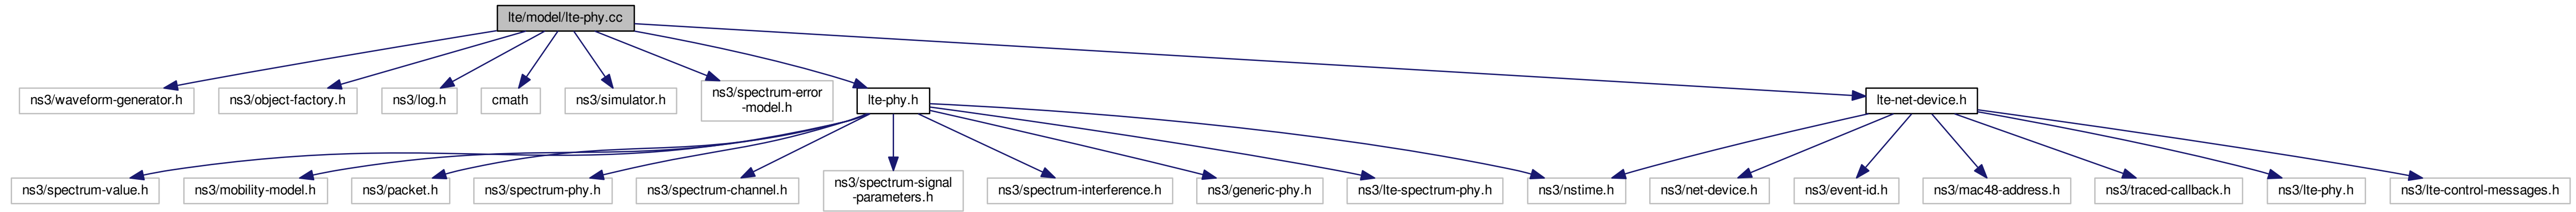 lte/model/lte-phy.cc
ns3/waveform-generator.h
ns3/object-factory.h
ns3/log.h
cmath
ns3/simulator.h
ns3/spectrum-error
-model.h
lte-phy.h
lte-net-device.h
ns3/spectrum-value.h
ns3/mobility-model.h
ns3/packet.h
ns3/spectrum-phy.h
ns3/spectrum-channel.h
ns3/spectrum-signal
-parameters.h
ns3/spectrum-interference.h
ns3/generic-phy.h
ns3/lte-spectrum-phy.h
ns3/nstime.h
ns3/net-device.h
ns3/event-id.h
ns3/mac48-address.h
ns3/traced-callback.h
ns3/lte-phy.h
ns3/lte-control-messages.h